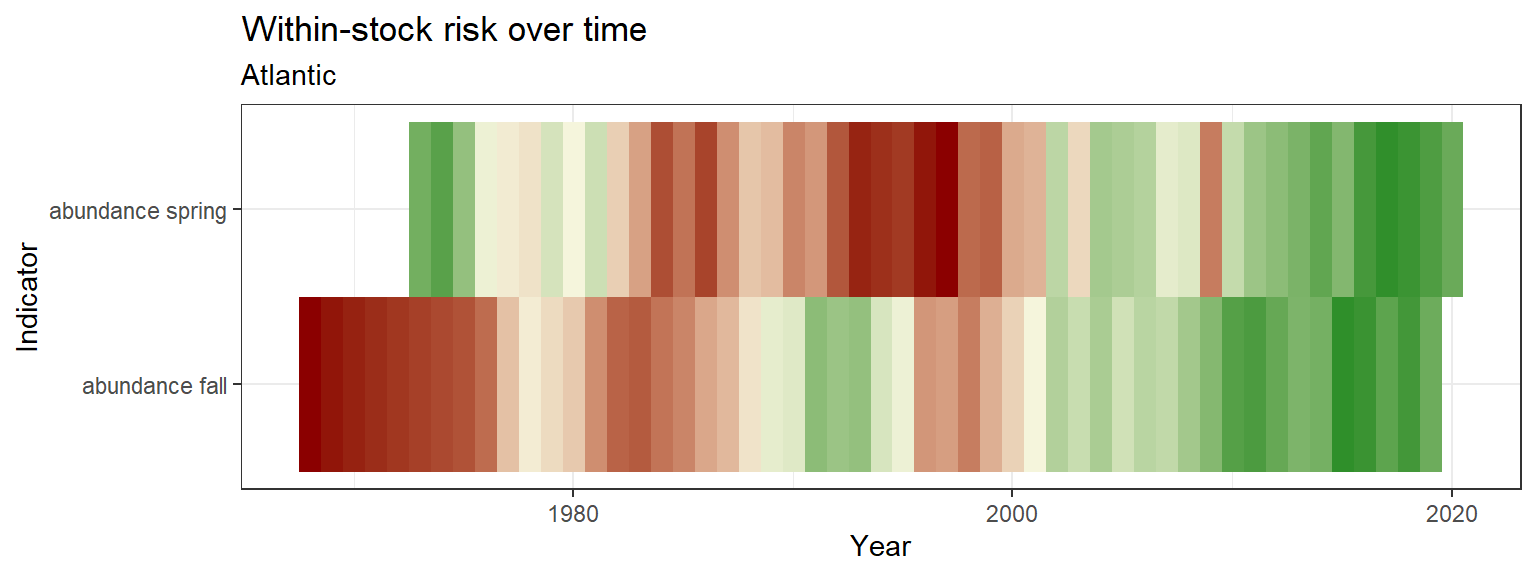 Within-stock risk over time
Atlantic
Indicator
abundance spring
abundance fall
1980 2000 2020
Year